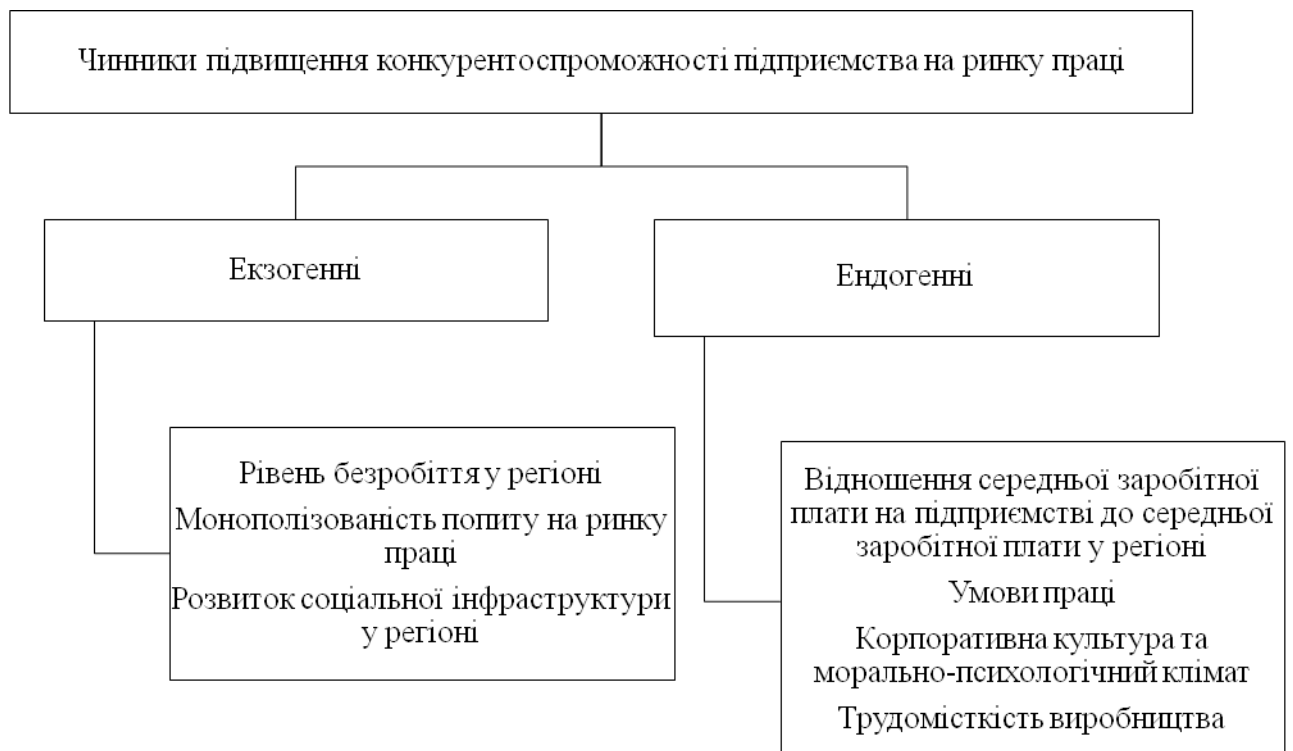 Чинники підвищення конкурентоспроможності підприємства на ринку праці
Екзогенні
Ендогенні
Рівень безробіття у регіоні
Монополізованість попиту на ринку
праці
Розвиток соціальної інфраструктури
у регіоні
Відношення середньої заробітної
плати на підприємстві до середньої
заробітної плати у регіоні
Умови праці
Корпоративна культура та
морально-психологічний клімат
Трудомісткість виробництва